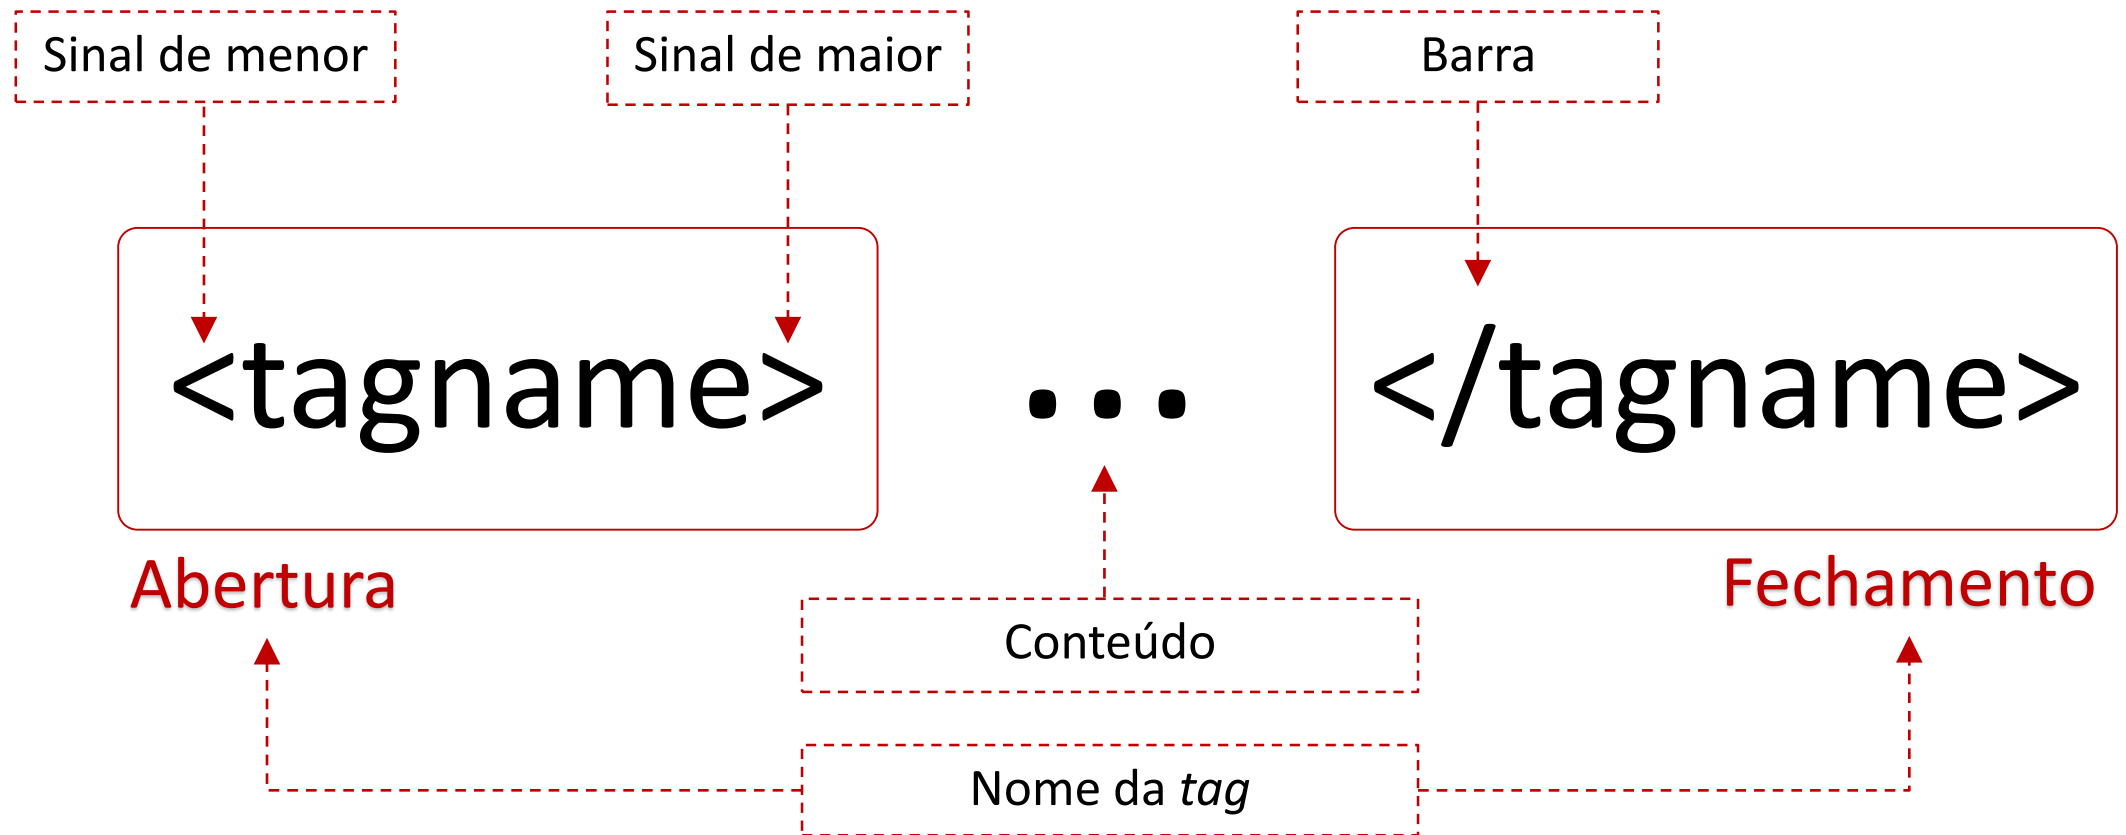 Sinal de menor
Sinal de maior
Barra
<tagname>
...
</tagname>
Abertura
Fechamento
Conteúdo
Nome da tag